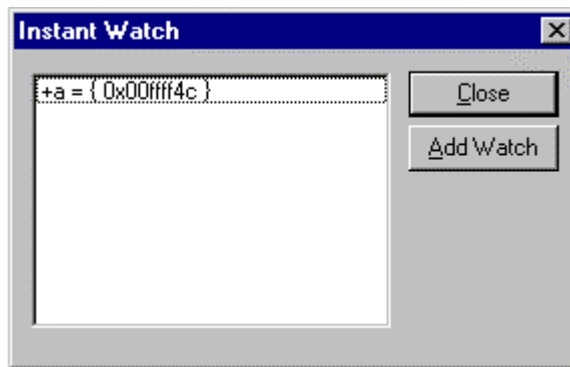 Instant Watch
+a = { 0x00ffff4c }
Close
Add Watch